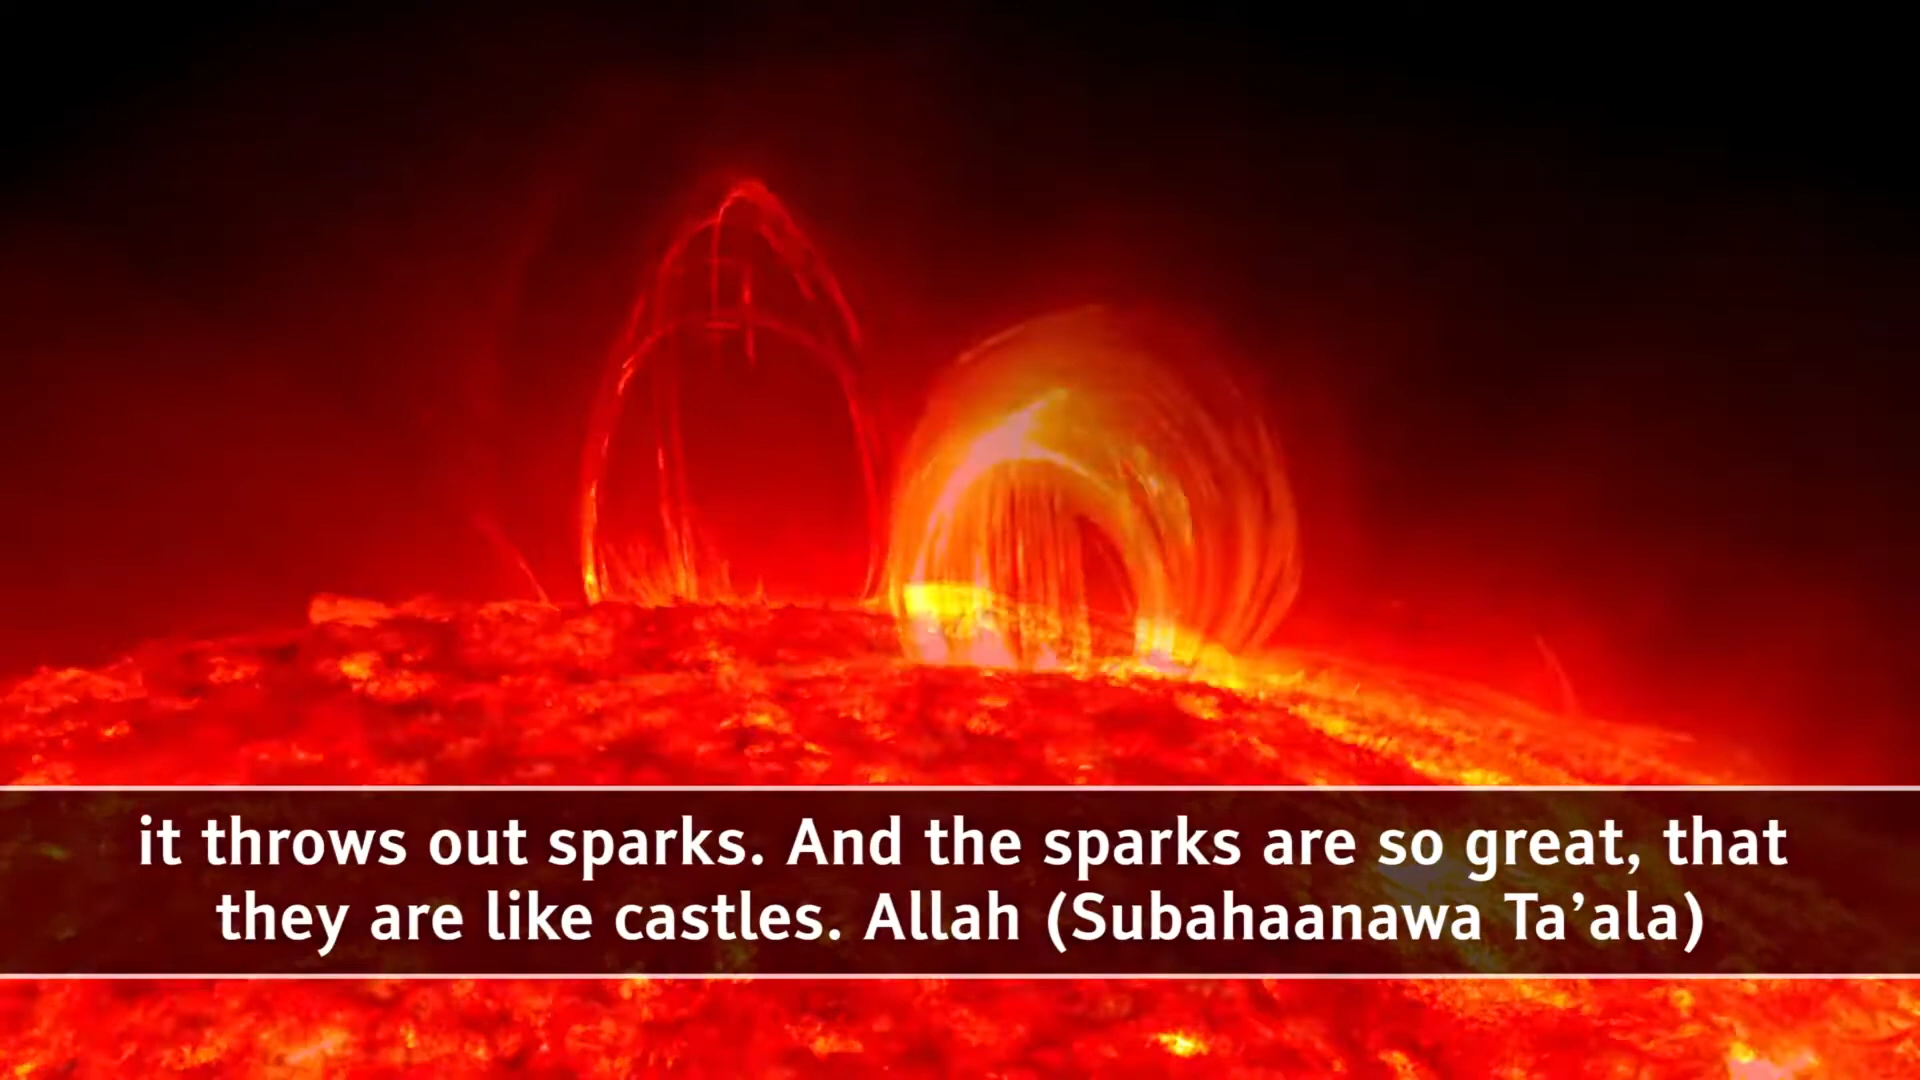 it throws out sparks. And the sparks are so great, that
they are like castles. Allah (Subahaanawa Ta’ala)